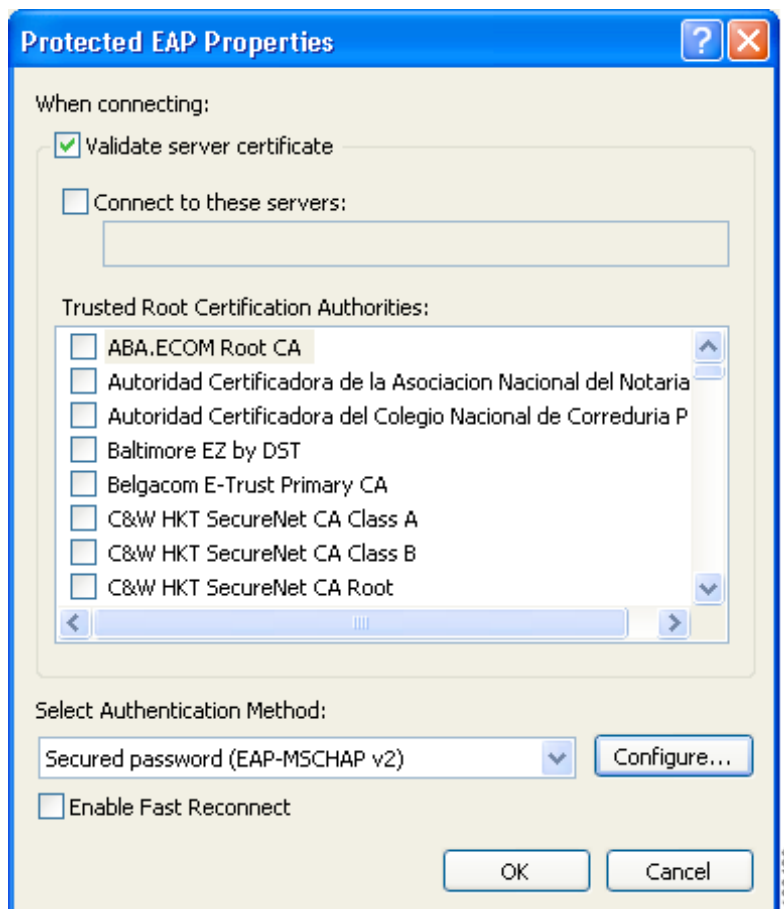 Protected EAP Properties
When connecting:
Validate server certificate
Connect to these servers:
Trusted Root Certification Authorities:
ABA.ECOM Root CA
Autoridad Certificadora de la Asociacion Nacional del Notaria
Autoridad Certificadora del Colegio Nacional de Correduria P
Baltimore EZ by DST
Belgacom E-Trust Primary CA
C&W HKT SecureNet CA Class A
C&W HKT SecureNet CA Class B
C&W HKT SecureNet CA Root
Select Authentication Method:
Secured password (EAP-MSCHAP v2)
Configure...
Enable Fast Reconnect
OK
Cancel